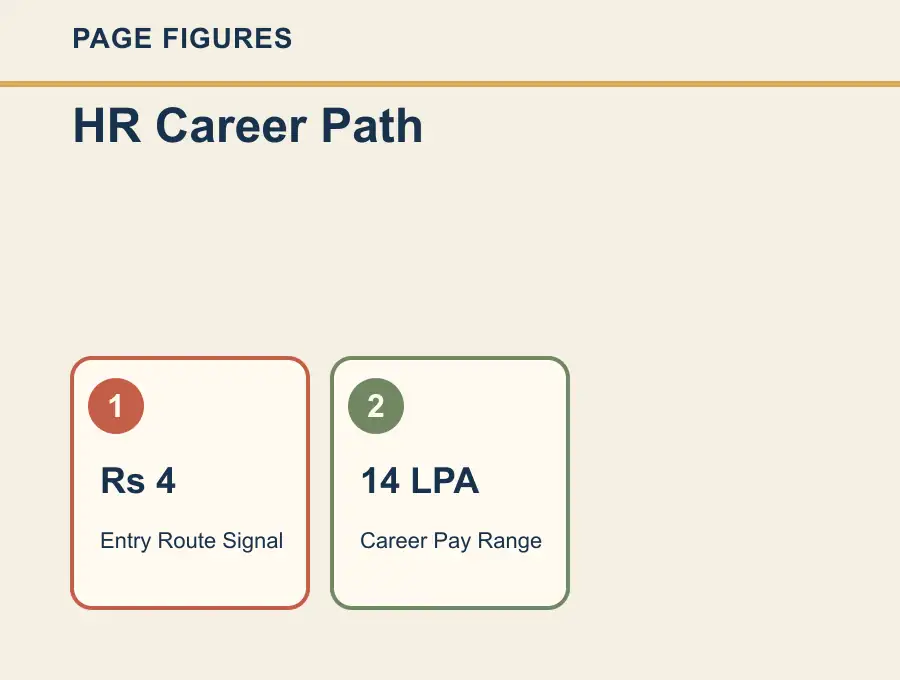 PAGE FIGURES
HR Career Path
1
Rs 4
Entry Route Signal
2
14 LPA
Career Pay Range